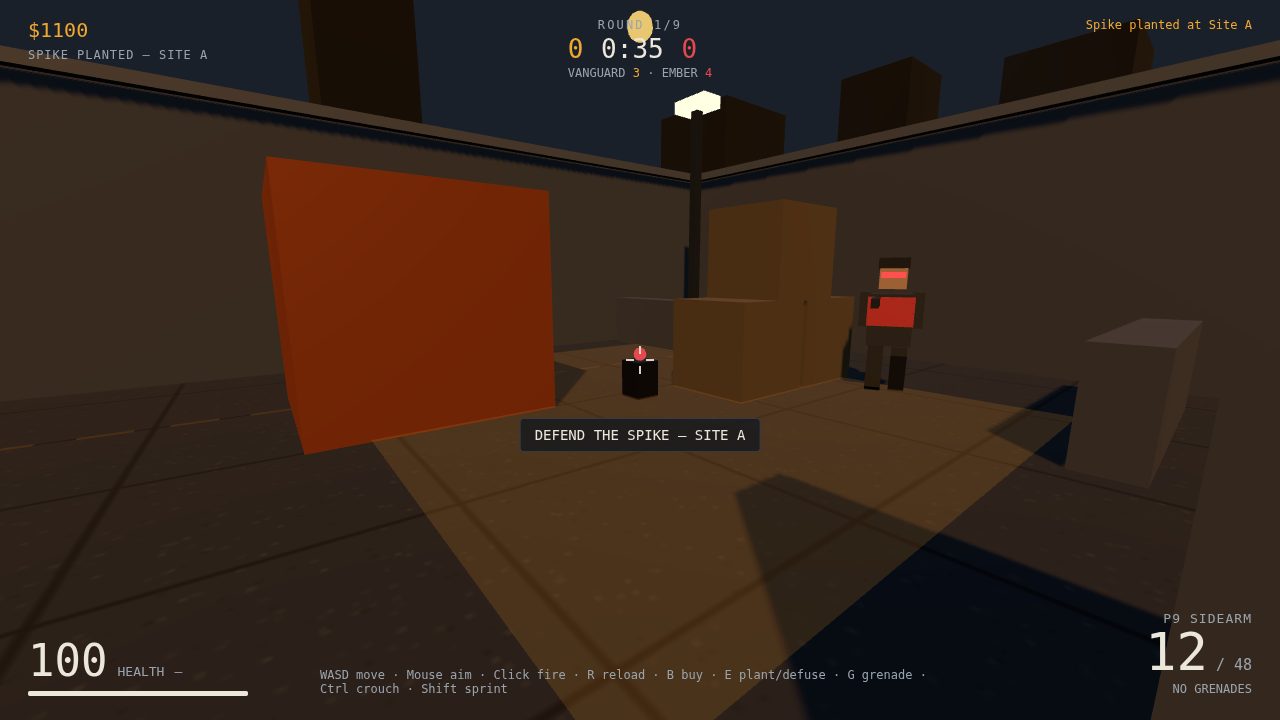 $1100
SPIKE PLANTED — SITE A
ROUND 1/9
0 0:35 0
VANGUARD 3 · EMBER 4
Spike planted at Site A
DEFEND THE SPIKE — SITE A
100 HEALTH —
WASD move · Mouse aim · Click fire · R reload · B buy · E plant/defuse · G grenade ·
Ctrl crouch · Shift sprint
P9 SIDEARM
12 / 48
NO GRENADES